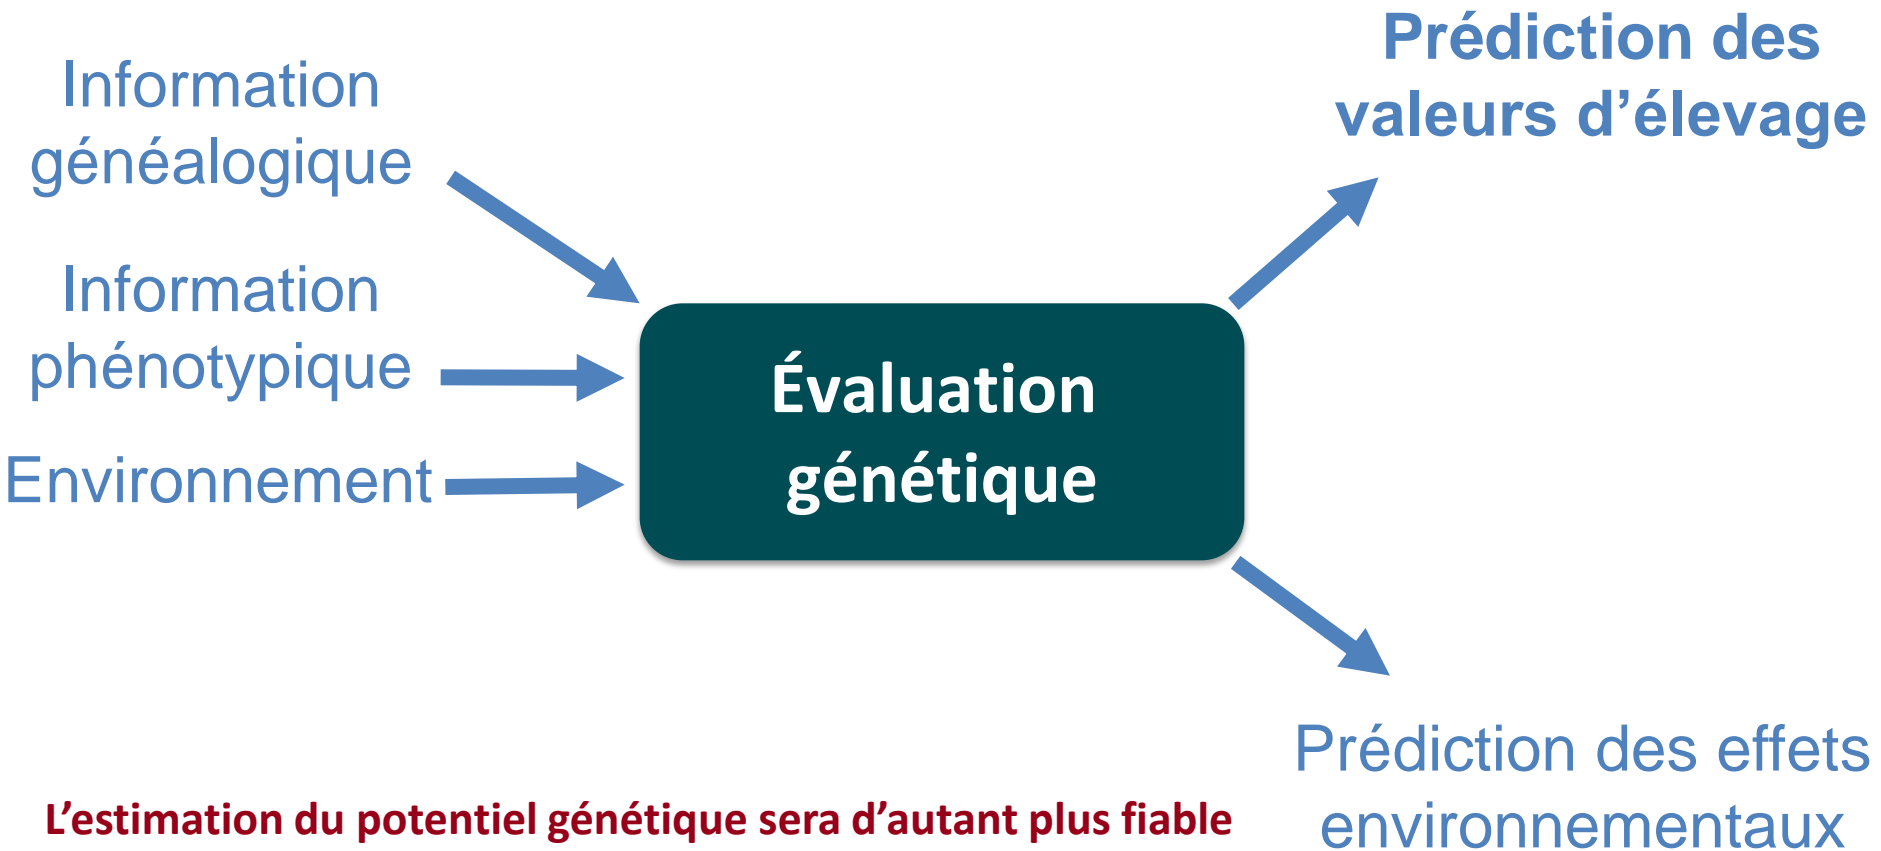 Information
généalogique
Information
phénotypique
Environnement
Évaluation
génétique
Prédiction des
valeurs d’élevage
Prédiction des effets
environnementaux
L’estimation du potentiel génétique sera d’autant plus fiable